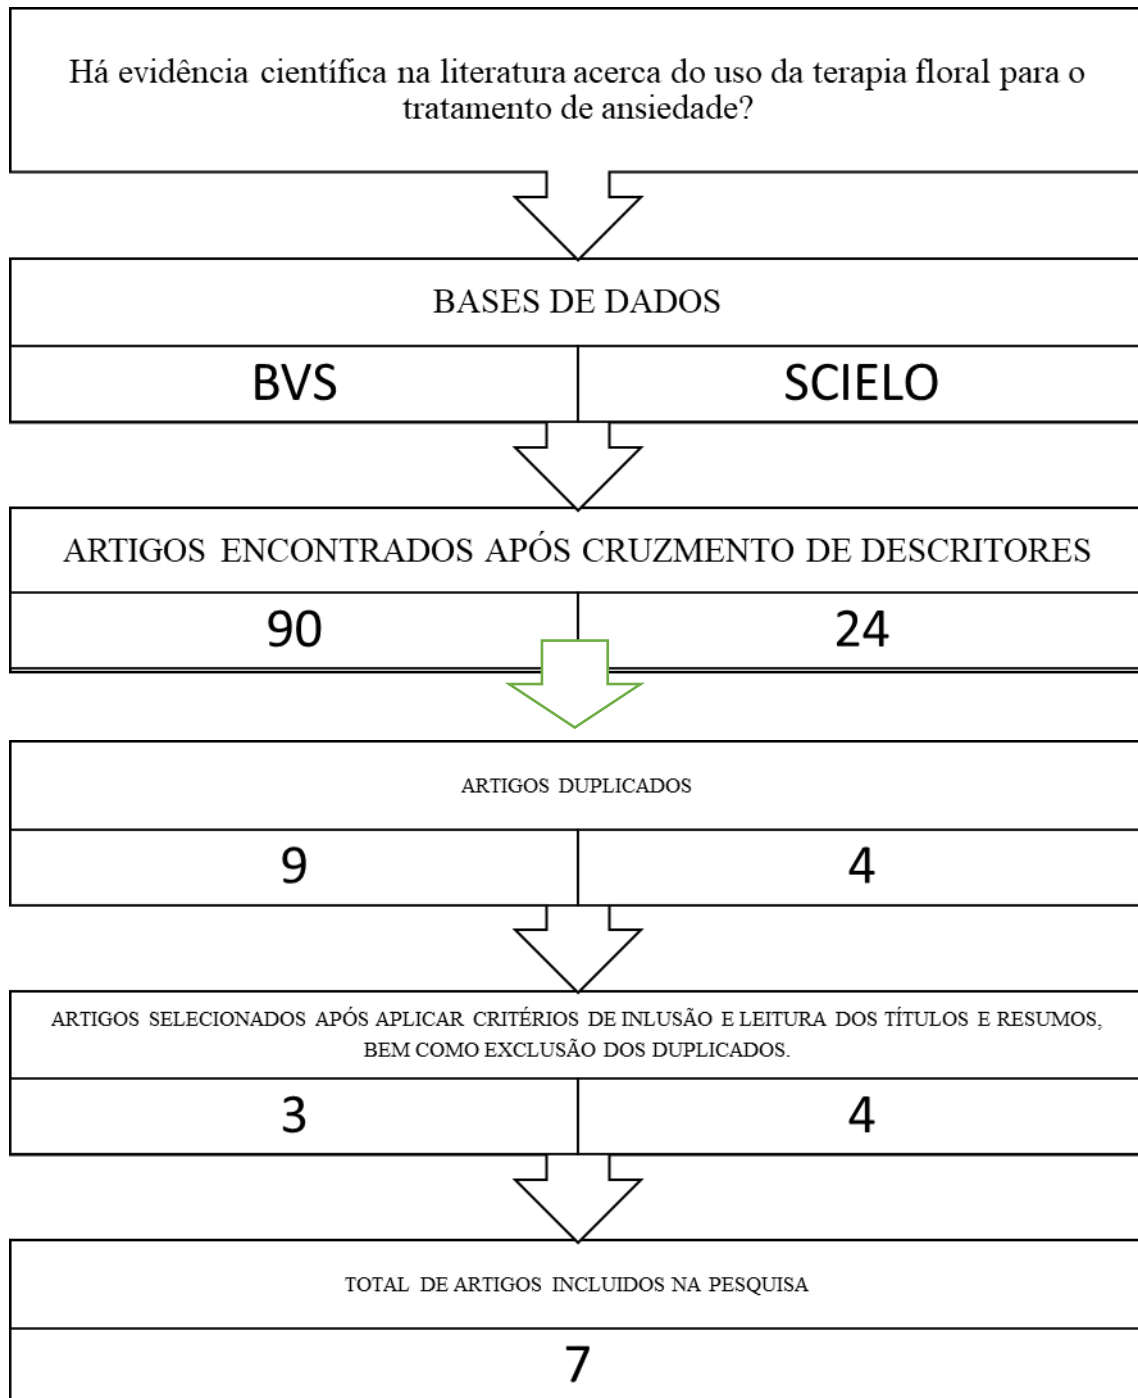 Há evidência científica na literatura acerca do uso da terapia floral para o
tratamento de ansiedade?
BASES DE DADOS
BVS
SCIELO
ARTIGOS ENCONTRADOS APÓS CRUZMENTO DE DESCRITORES
90
24
ARTIGOS DUPLICADOS
9
4
ARTIGOS SELECIONADOS APÓS APLICAR CRITÉRIOS DE INLUSÃO E LEITURA DOS TÍTULOS E RESUMOS,
BEM COMO EXCLUSÃO DOS DUPLICADOS.
3
4
TOTAL DE ARTIGOS INCLUIDOS NA PESQUISA
7